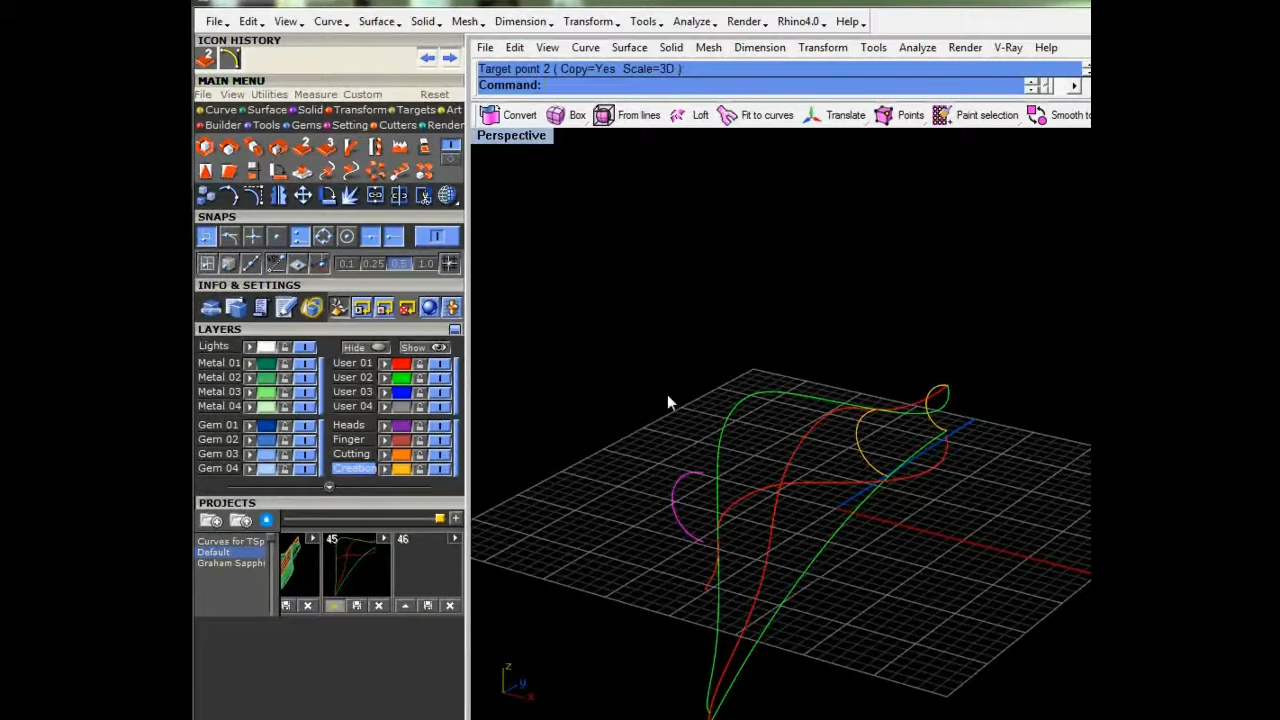 File Edit View Curve Surface Solid Mesh Dimension Transform Tools Analyze Render Rhino4.0 Help
ICON HISTORY
2
File Edit View Curve Surface Solid Mesh Dimension Transform Tools Analyze Render V-Ray Help
Target point 2 ( Copy=Yes Scale=3D )
Command:
MAIN MENU
File View Utilities Measure Custom Reset
Curve Surface Solid Transform Targets Art
Builder Tools Gems Setting Cutters Render
Convert Box From lines Loft Fit to curves Translate Points Paint selection Smooth to
Perspective
2 3
SNAPS
0.1 0.25 0.5 1.0
INFO & SETTINGS
LAYERS
Lights Hide Show
Metal 01 User 01
Metal 02 User 02
Metal 03 User 03
Metal 04 User 04
Gem 01 Heads
Gem 02 Finger
Gem 03 Cutting
Gem 04 Creation
PROJECTS
Curves for TSp
Default
Graham Sapphi
45 46
z
y
x